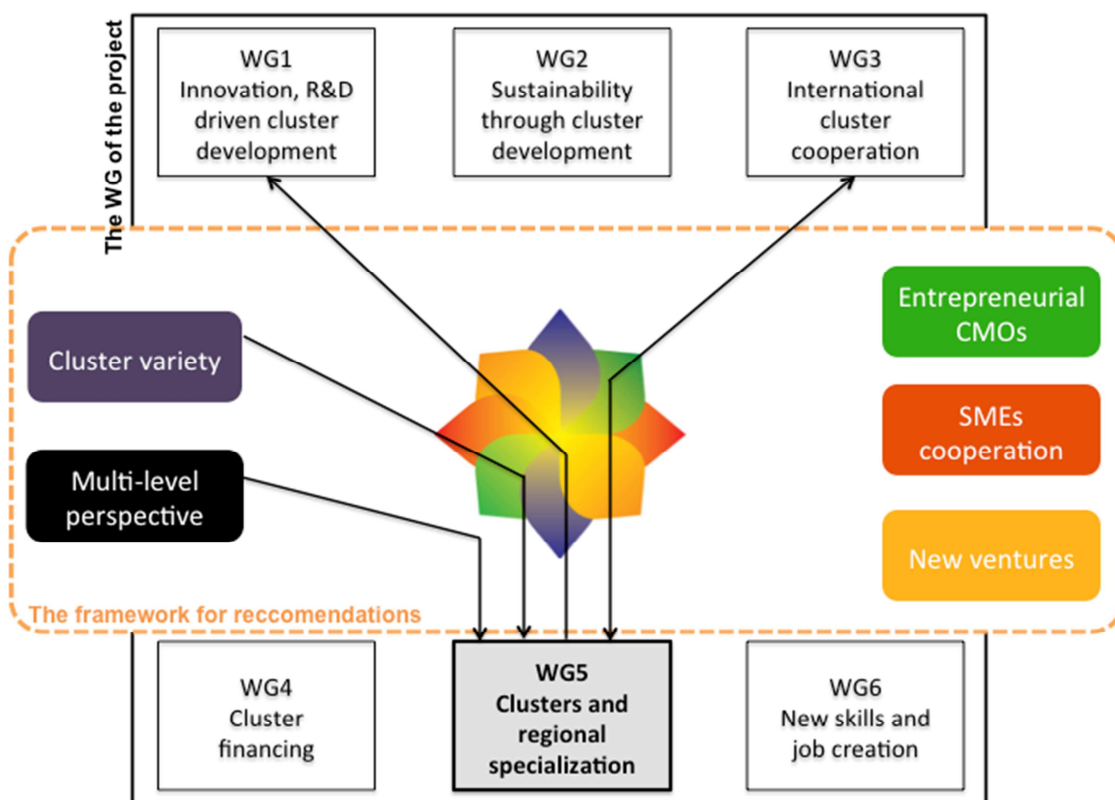 The WG of the project
WG1
Innovation, R&D
driven cluster
development
WG2
Sustainability
through cluster
development
WG3
International
cluster
cooperation
Cluster variety
Multi-level
perspective
Entrepreneurial
CMOs
SMEs
cooperation
New ventures
The framework for reccomendations
WG4
Cluster
financing
WG5
Clusters and
regional
specialization
WG6
New skills and
job creation